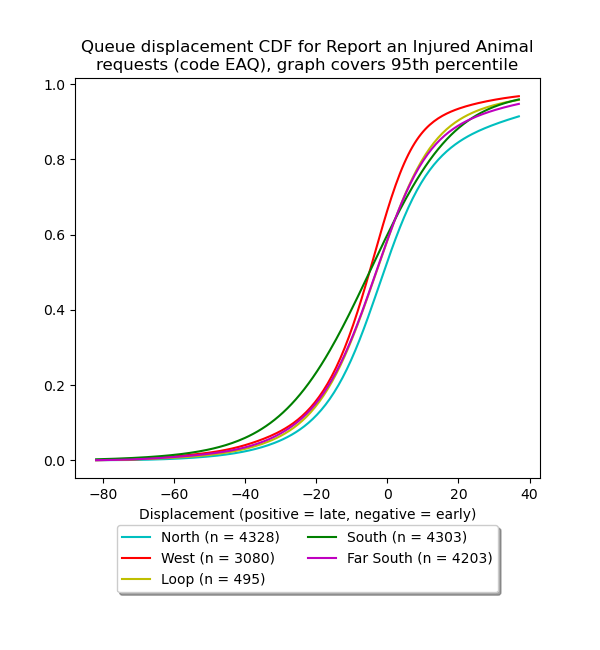 Queue displacement CDF for Report an Injured Animal
requests (code EAQ), graph covers 95th percentile
1.0
0.8
0.6
0.4
0.2
0.0
−80 −60 −40 −20 0 20 40
Displacement (positive = late, negative = early)
North (n = 4328) South (n = 4303)
West (n = 3080) Far South (n = 4203)
Loop (n = 495)